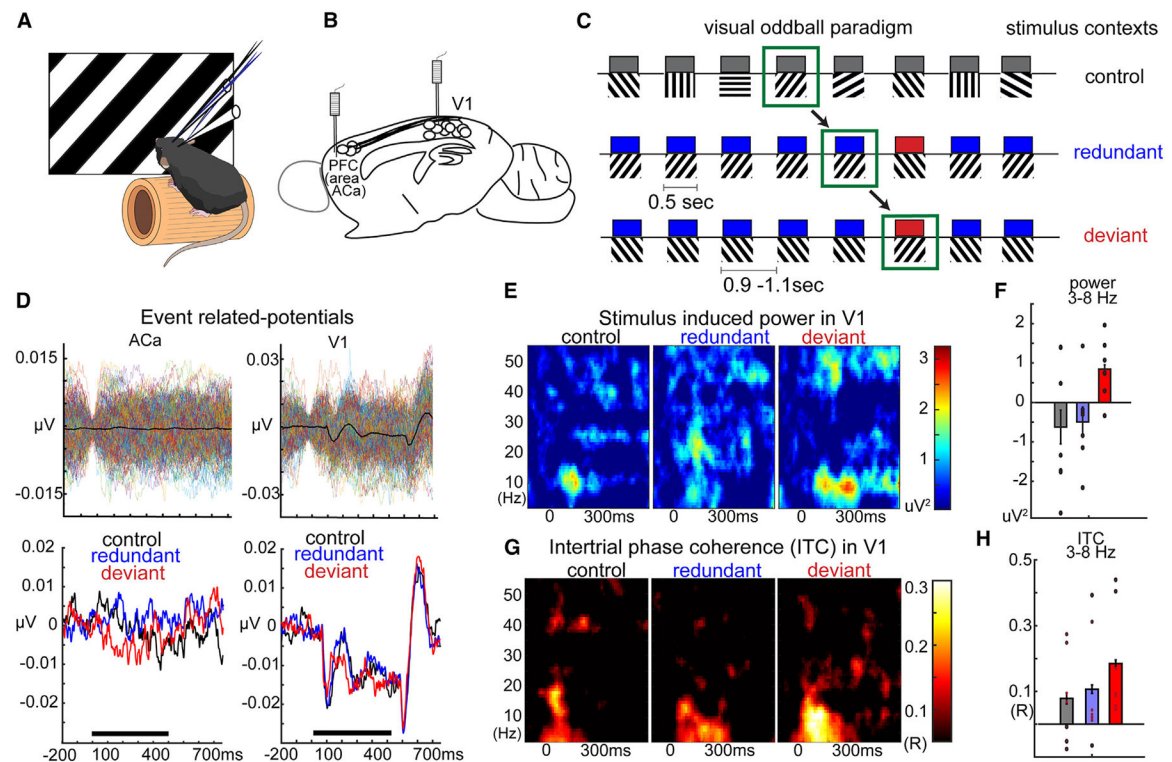 A
B
V1
PFC
(area
ACa)
C
visual oddball paradigm
stimulus contexts
control
redundant
0.5 sec
deviant
0.9 -1.1sec
D
Event related-potentials
ACa
V1
0.015
μV
-0.015
0.03
μV
-0.03
control
redundant
deviant
0.02
0.01
μV
0
-0.01
-0.02
-200
100
400
700ms
control
redundant
deviant
0.02
0.01
μV
0
-0.01
-0.02
-200
100
400
700ms
E
Stimulus induced power in V1
control
redundant
deviant
50
40
30
20
10
(Hz)
0
300ms
0
300ms
0
300ms
3
2
1
uV²
F
power
3-8 Hz
2
1
0
-1
-2
uV²
G
Intertrial phase coherence (ITC) in V1
control
redundant
deviant
50
40
30
20
10
(Hz)
0
300ms
0
300ms
0
300ms
0.3
0.2
0.1
(R)
H
ITC
3-8 Hz
0.5
0.3
0.1
(R)